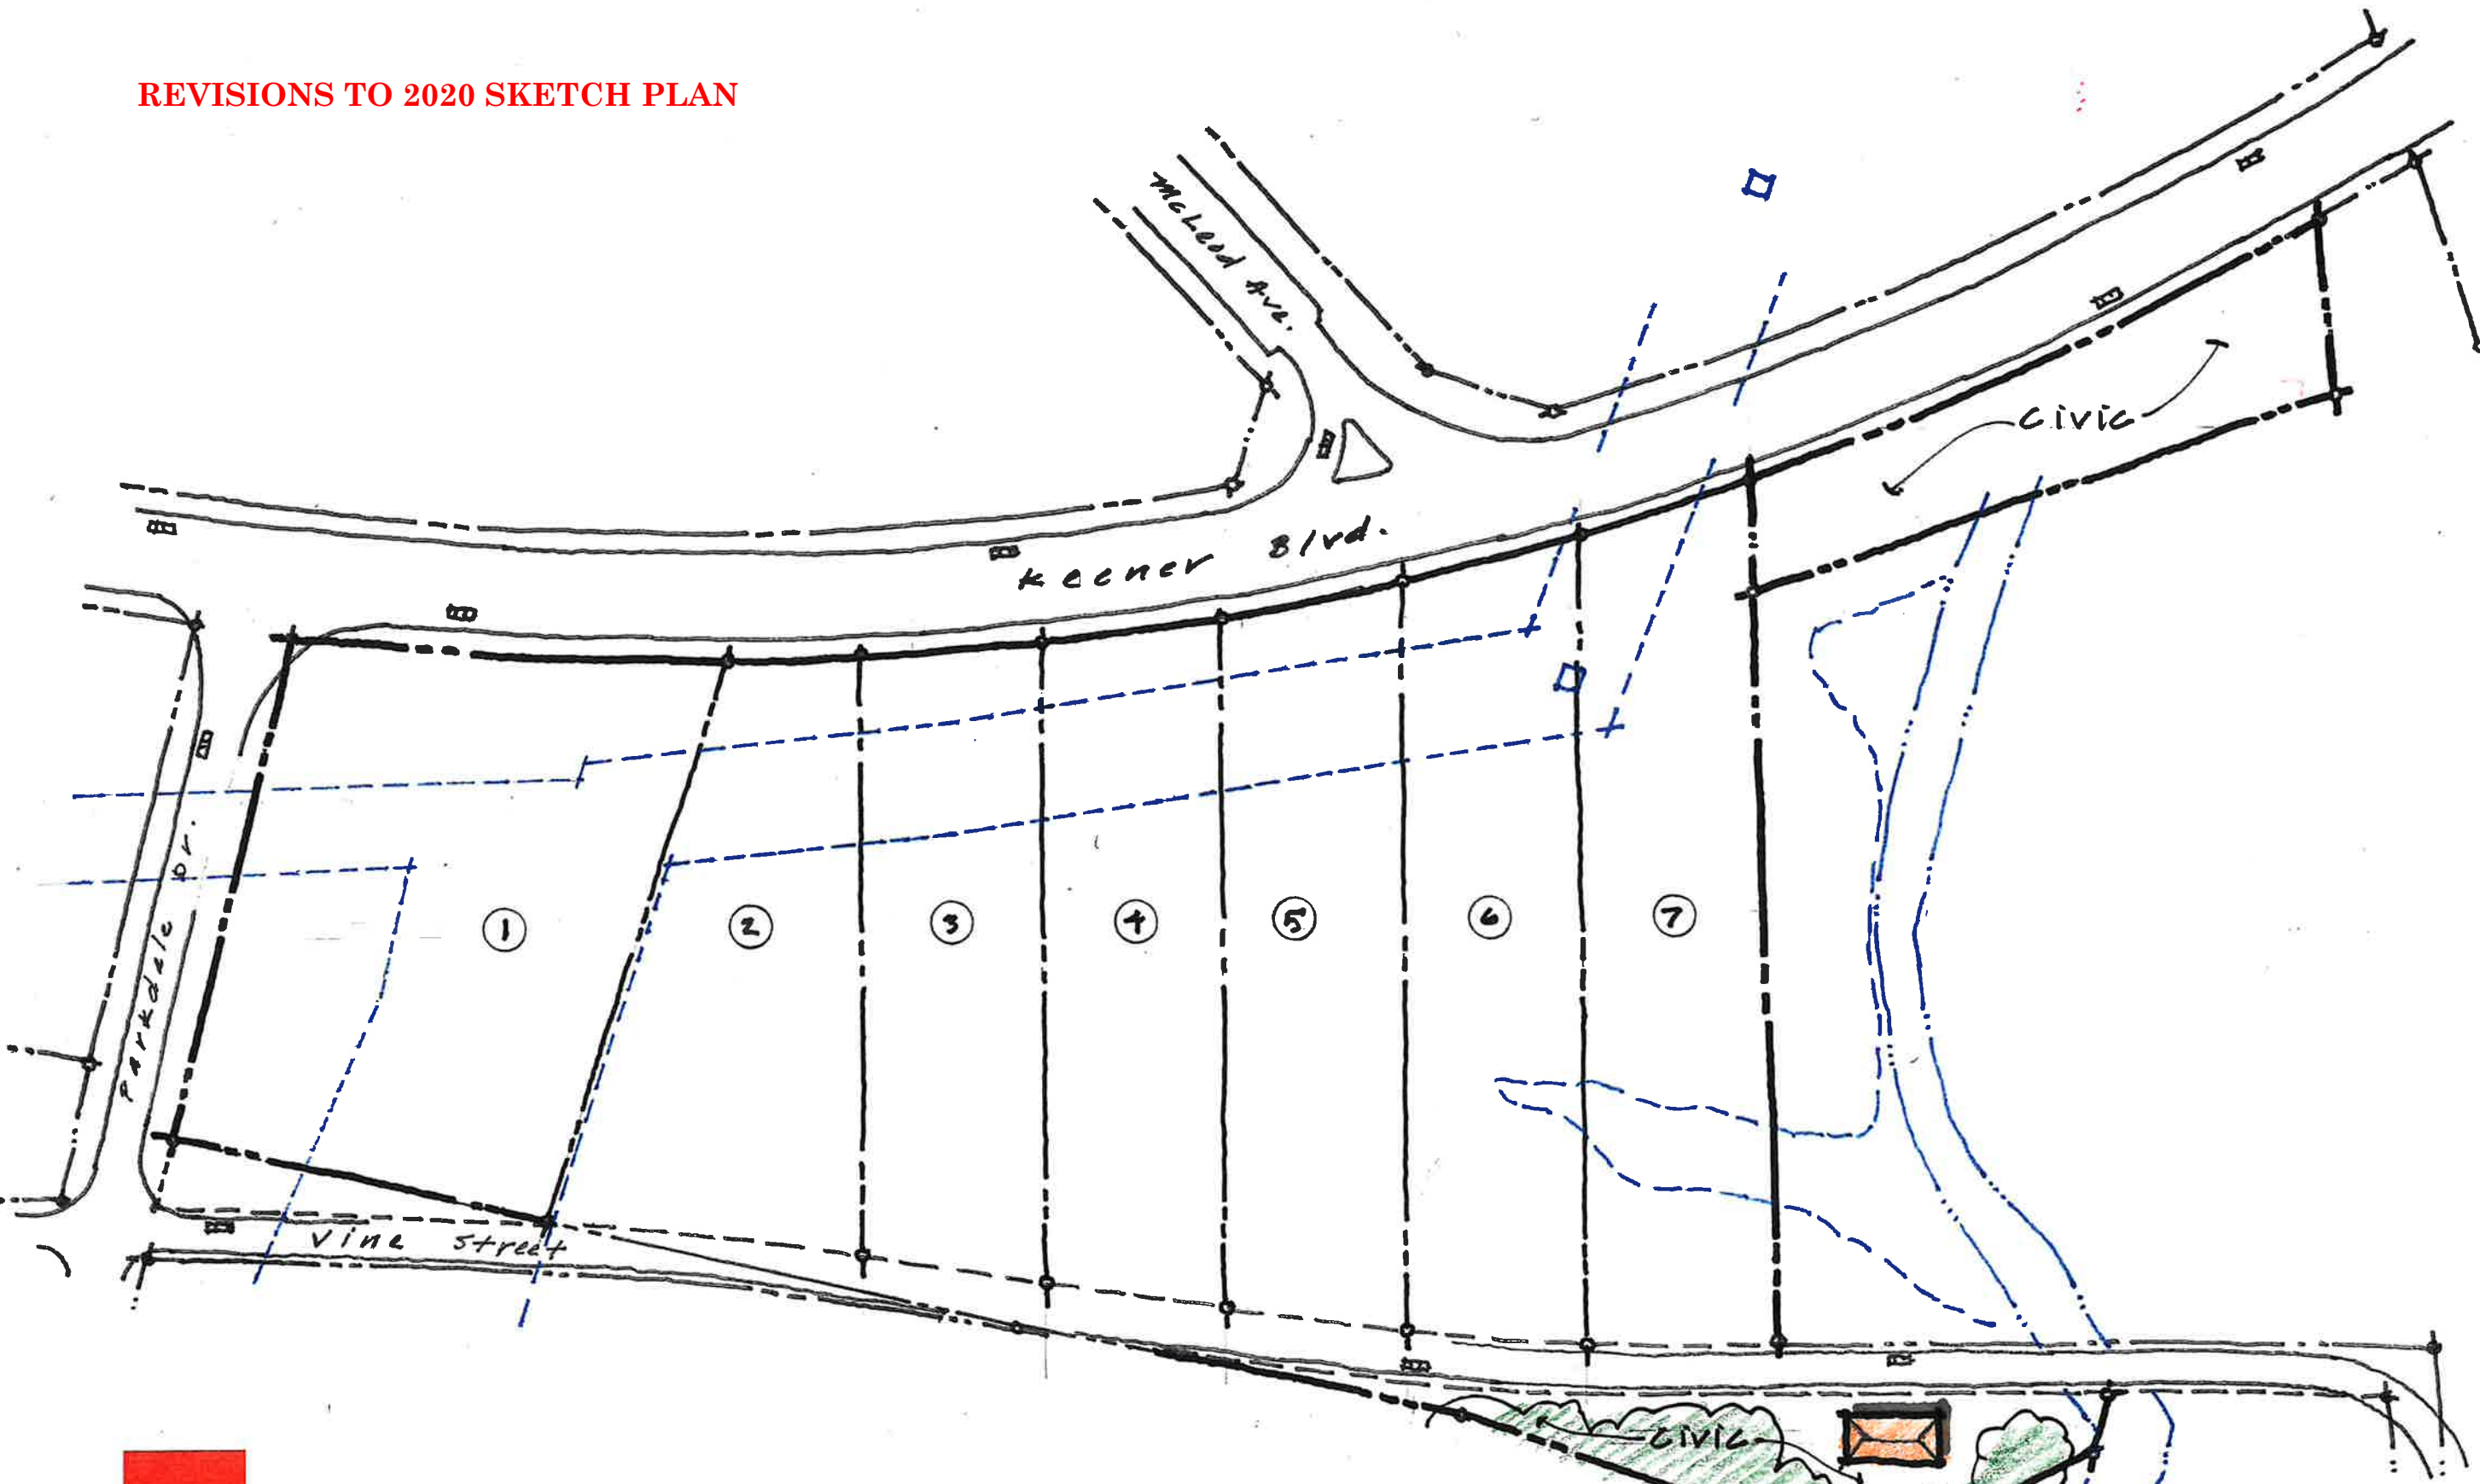 REVISIONS TO 2020 SKETCH PLAN
McLeod Ave.
civic
Keener Blvd.
Parkdale Dr.
1 2 3 4 5 6 7
Vine Street
civic